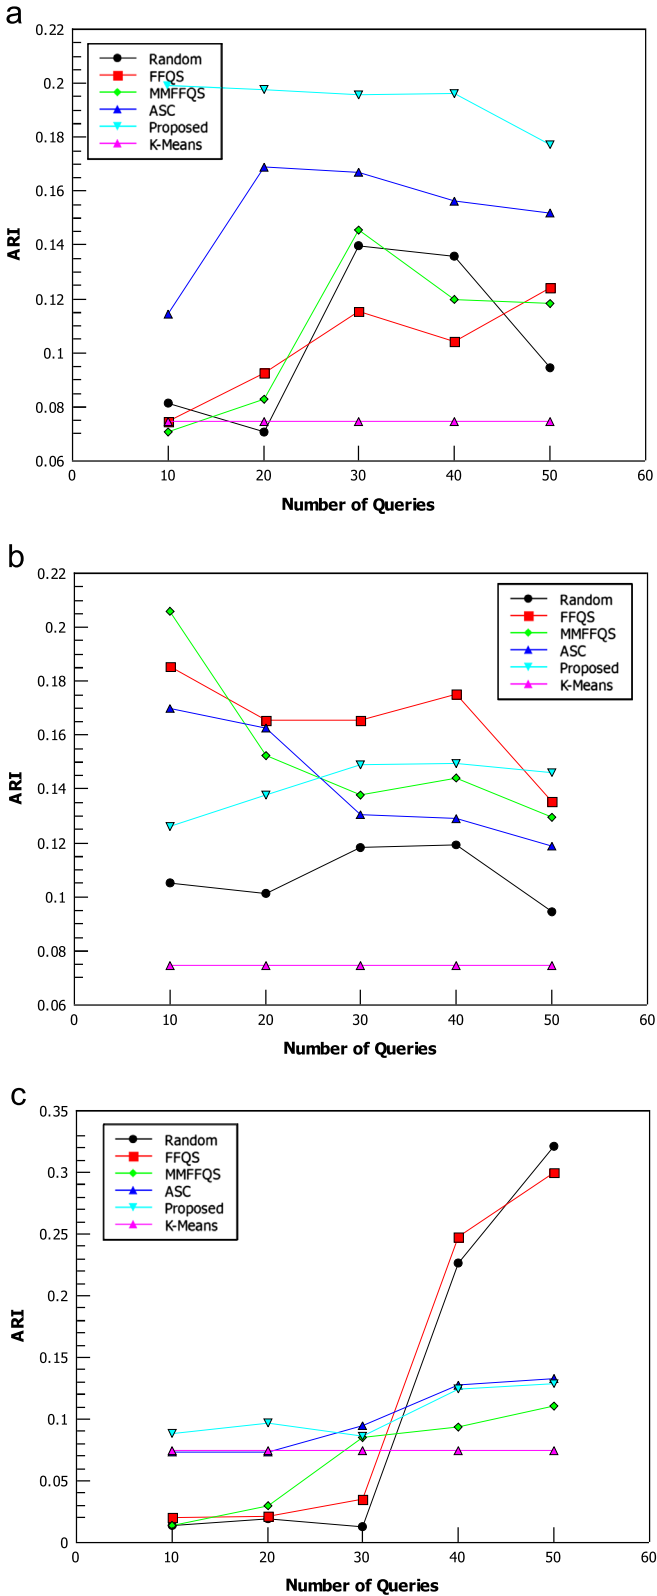 a
0.22
0.2
0.18
0.16
0.14
0.12
0.1
0.08
0.06
ARI
Random
FFQS
MMFFQS
ASC
Proposed
K-Means
0 10 20 30 40 50 60
Number of Queries
b
0.22
0.2
0.18
0.16
0.14
0.12
0.1
0.08
0.06
ARI
Random
FFQS
MMFFQS
ASC
Proposed
K-Means
0 10 20 30 40 50 60
Number of Queries
c
0.35
0.3
0.25
0.2
0.15
0.1
0.05
0
ARI
Random
FFQS
MMFFQS
ASC
Proposed
K-Means
0 10 20 30 40 50 60
Number of Queries